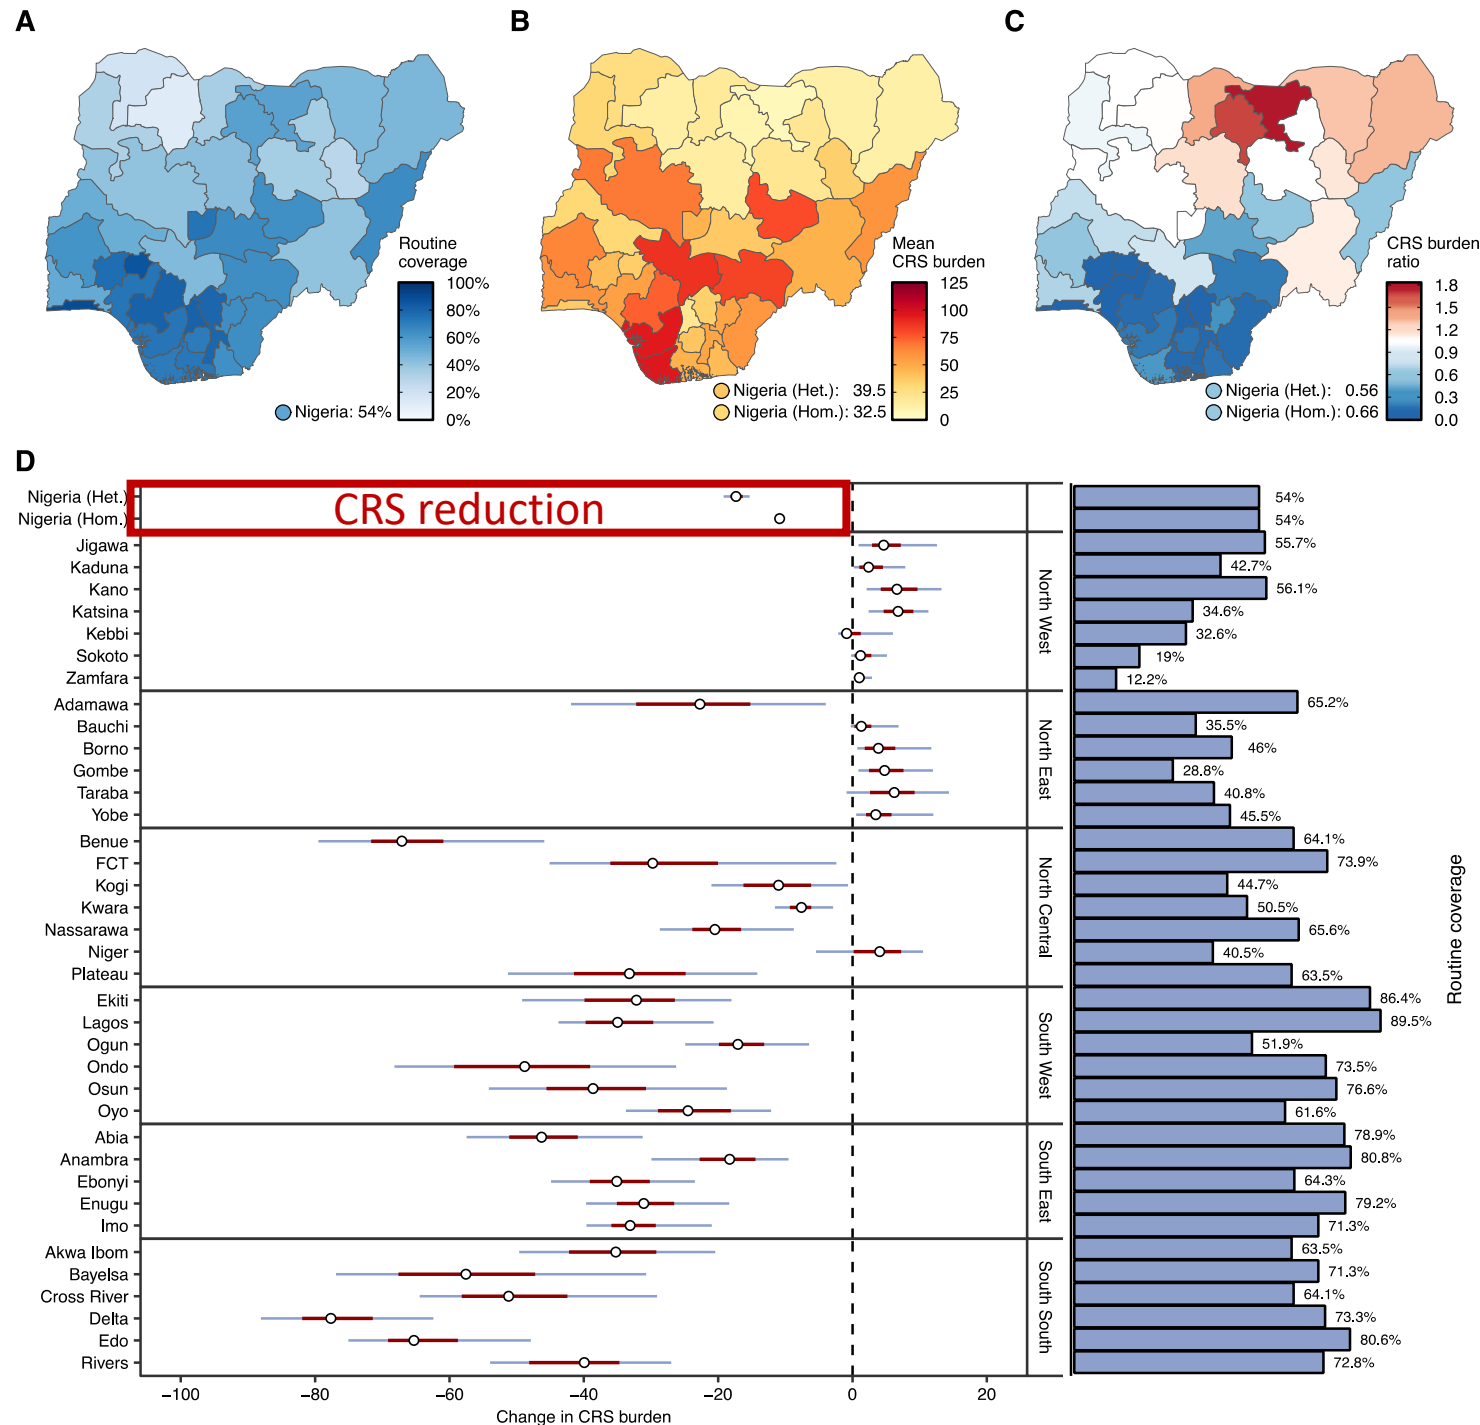 A
B
C
Routine
coverage
100%
80%
60%
40%
20%
0%
Nigeria: 54%
Mean
CRS burden
125
100
75
50
25
0
Nigeria (Het.): 39.5
Nigeria (Hom.): 32.5
CRS burden
ratio
1.8
1.5
1.2
0.9
0.6
0.3
0.0
Nigeria (Het.): 0.56
Nigeria (Hom.): 0.66
D
CRS reduction
Nigeria (Het.) 54%
Nigeria (Hom.) 54%
Jigawa 55.7%
Kaduna 42.7%
Kano 56.1%
Katsina 34.6%
Kebbi 32.6%
Sokoto 19%
Zamfara 12.2%
North West
Adamawa 65.2%
Bauchi 35.5%
Borno 46%
Gombe 28.8%
Taraba 40.8%
Yobe 45.5%
North East
Benue 64.1%
FCT 73.9%
Kogi 44.7%
Kwara 50.5%
Nassarawa 65.6%
Niger 40.5%
Plateau 63.5%
North Central
Ekiti 86.4%
Lagos 89.5%
Ogun 51.9%
Ondo 73.5%
Osun 76.6%
Oyo 61.6%
South West
Abia 78.9%
Anambra 80.8%
Ebonyi 64.3%
Enugu 79.2%
Imo 71.3%
South East
Akwa Ibom 63.5%
Bayelsa 71.3%
Cross River 64.1%
Delta 73.3%
Edo 80.6%
Rivers 72.8%
South South
Routine coverage
−100 −80 −60 −40 −20 0 20
Change in CRS burden